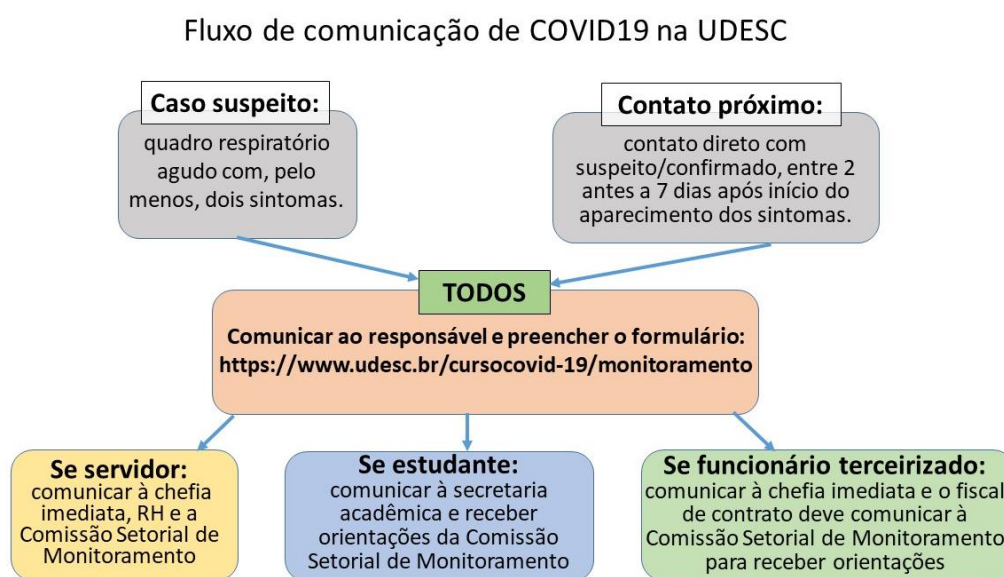 Fluxo de comunicação de COVID19 na UDESC
Caso suspeito:
quadro respiratório
agudo com, pelo
menos, dois sintomas.
Contato próximo:
contato direto com
suspeito/confirmado, entre 2
antes a 7 dias após início do
aparecimento dos sintomas.
TODOS
Comunicar ao responsável e preencher o formulário:
https://www.udesc.br/cursocovid-19/monitoramento
Se servidor:
comunicar à chefia
imediata, RH e a
Comissão Setorial de
Monitoramento
Se estudante:
comunicar à secretaria
acadêmica e receber
orientações da Comissão
Setorial de Monitoramento
Se funcionário terceirizado:
comunicar à chefia imediata e o fiscal
de contrato deve comunicar à
Comissão Setorial de Monitoramento
para receber orientações